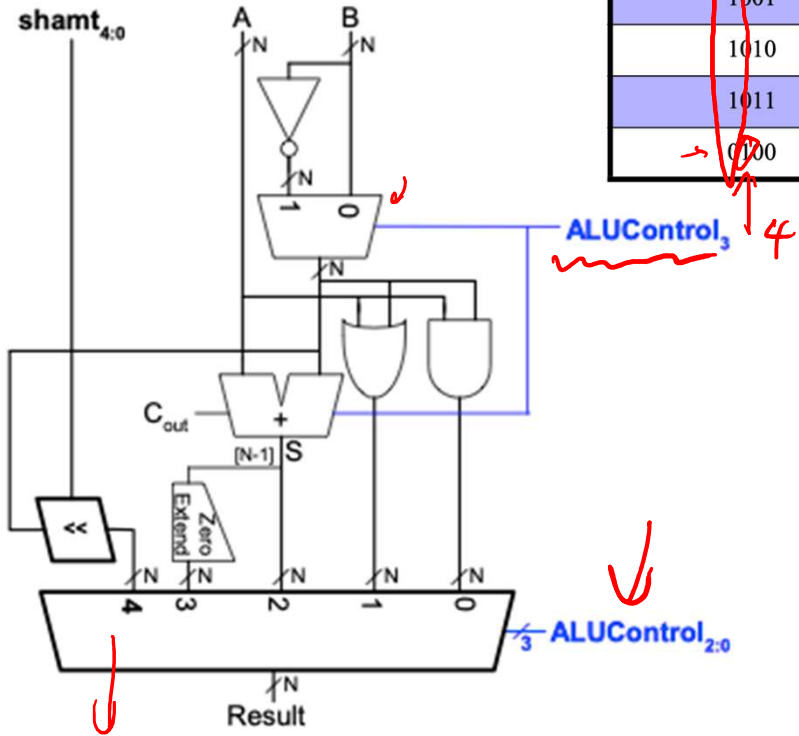 shamt4:0
A
B
1001
N
N
1010
1011
N
1
0
0100
ALUControl3
4
N
Cout
+
[N-1]
S
<<
Zero
Extend
N
N
N
N
N
4
3
2
1
0
3
ALUControl2:0
N
Result